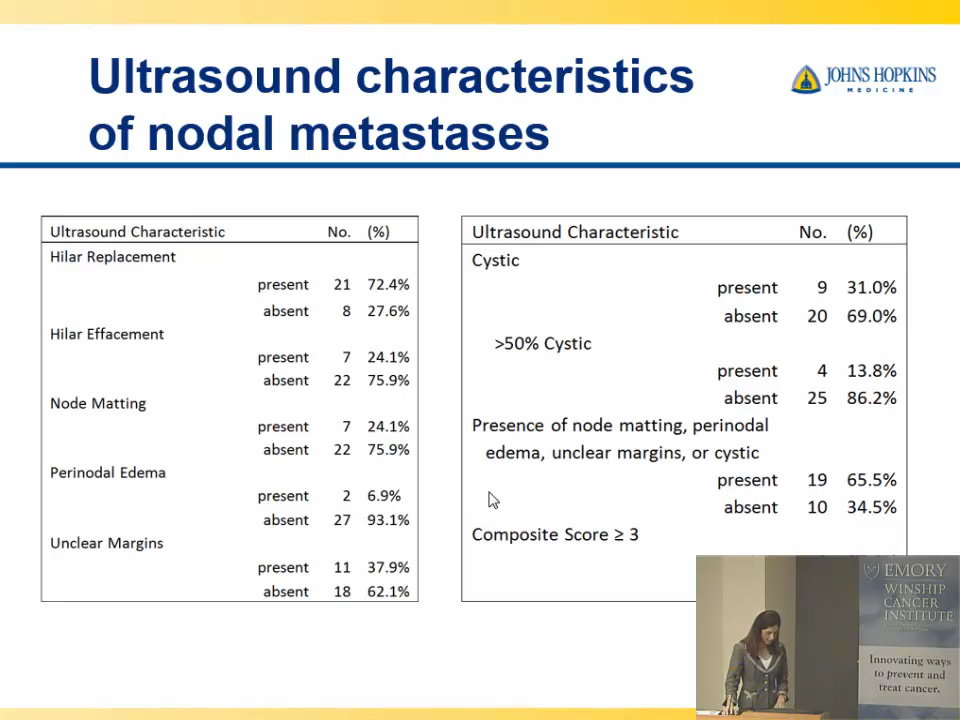 Ultrasound characteristics
of nodal metastases
JOHNS HOPKINS
MEDICINE
Ultrasound Characteristic No. (%)
Hilar Replacement
present 21 72.4%
absent 8 27.6%
Hilar Effacement
present 7 24.1%
absent 22 75.9%
Node Matting
present 7 24.1%
absent 22 75.9%
Perinodal Edema
present 2 6.9%
absent 27 93.1%
Unclear Margins
present 11 37.9%
absent 18 62.1%
Ultrasound Characteristic No. (%)
Cystic
present 9 31.0%
absent 20 69.0%
>50% Cystic
present 4 13.8%
absent 25 86.2%
Presence of node matting, perinodal
edema, unclear margins, or cystic
present 19 65.5%
absent 10 34.5%
Composite Score ≥ 3
EMORY
WINSHIP
CANCER
INSTITUTE
Innovating ways
to prevent and
treat cancer.